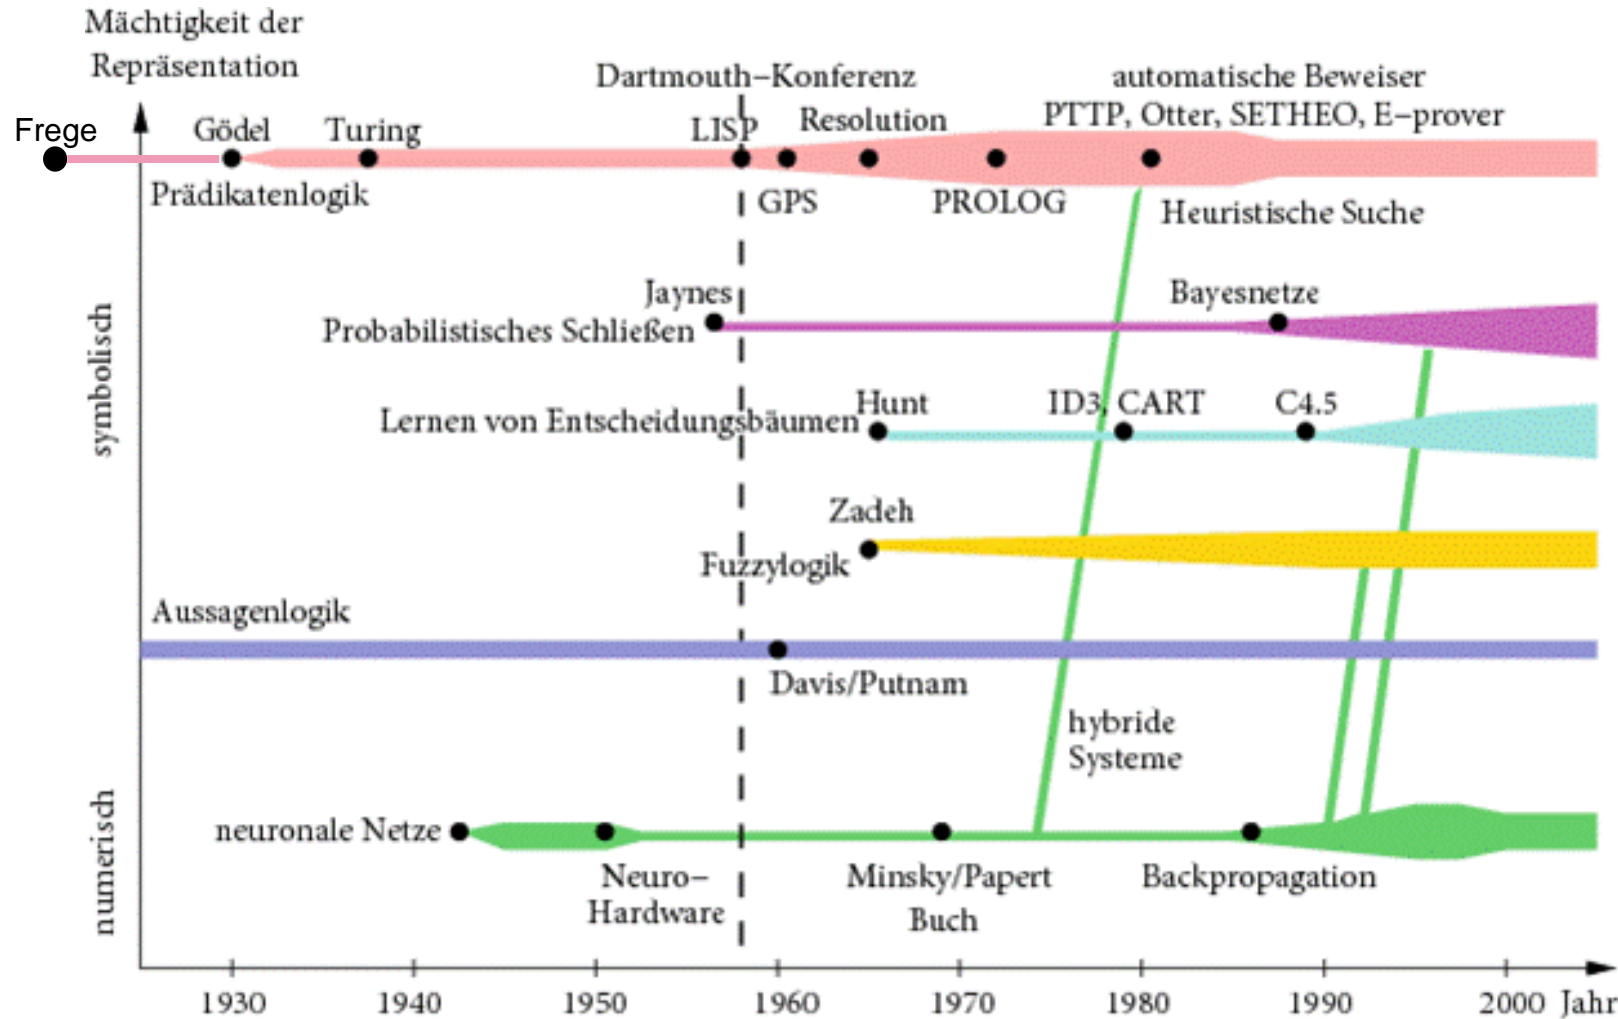 Mächtigkeit der
Repräsentation
Dartmouth–Konferenz
automatische Beweiser
PTTP, Otter, SETHEO, E–prover
Frege
Gödel
Turing
LISP
Resolution
Prädikatenlogik
GPS
PROLOG
Heuristische Suche
symbolisch
Jaynes
Bayesnetze
Probabilistisches Schließen
Hunt
ID3, CART
C4.5
Lernen von Entscheidungsbäumen
Zadeh
Fuzzylogik
Aussagenlogik
Davis/Putnam
hybride
Systeme
numerisch
neuronale Netze
Neuro–
Hardware
Minsky/Papert
Buch
Backpropagation
1930 1940 1950 1960 1970 1980 1990 2000 Jahr